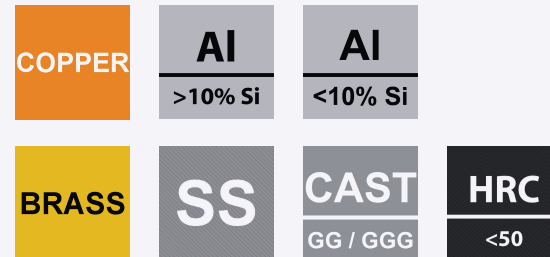 COPPER
Al
>10% Si
Al
<10% Si
BRASS
SS
CAST
GG / GGG
HRC
<50